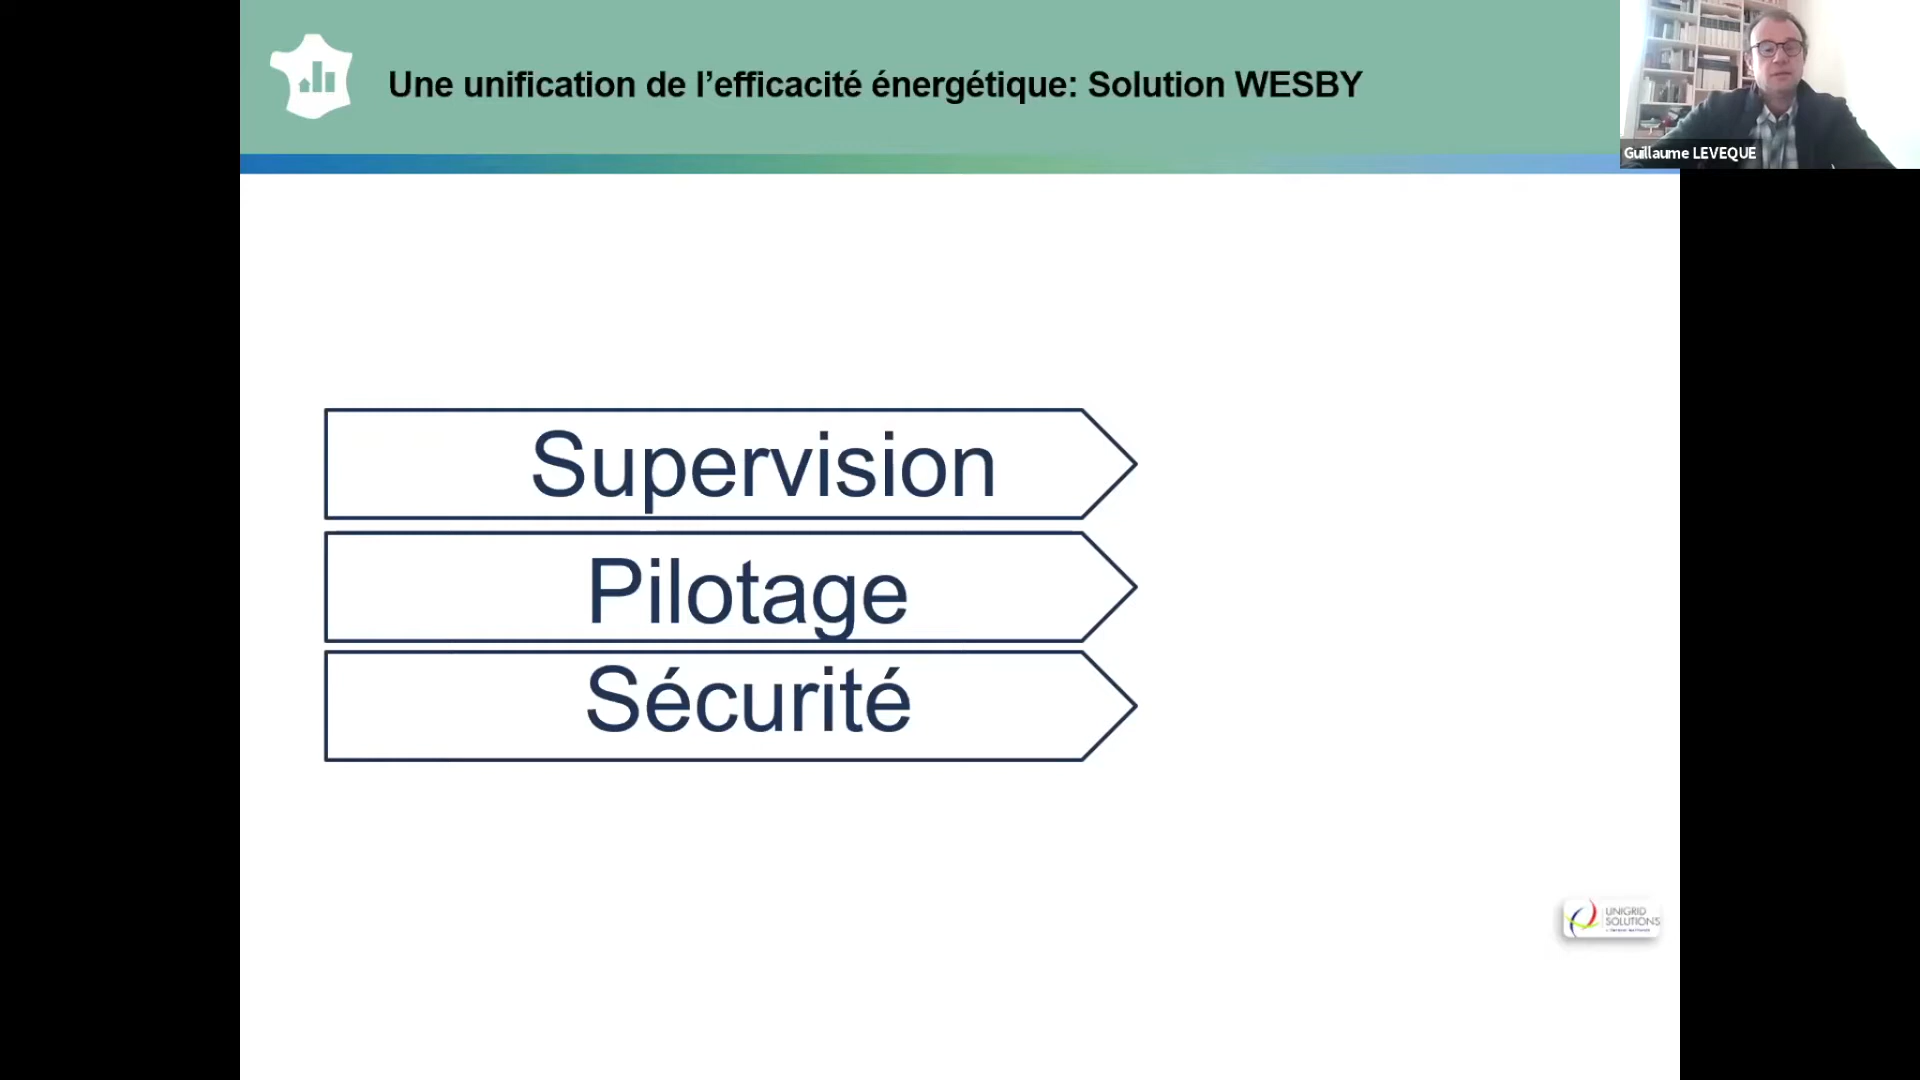 Une unification de l’efficacité énergétique: Solution WESBY
Guillaume LEVEQUE
Supervision
Pilotage
Sécurité
UNIGRID
SOLUTIONS